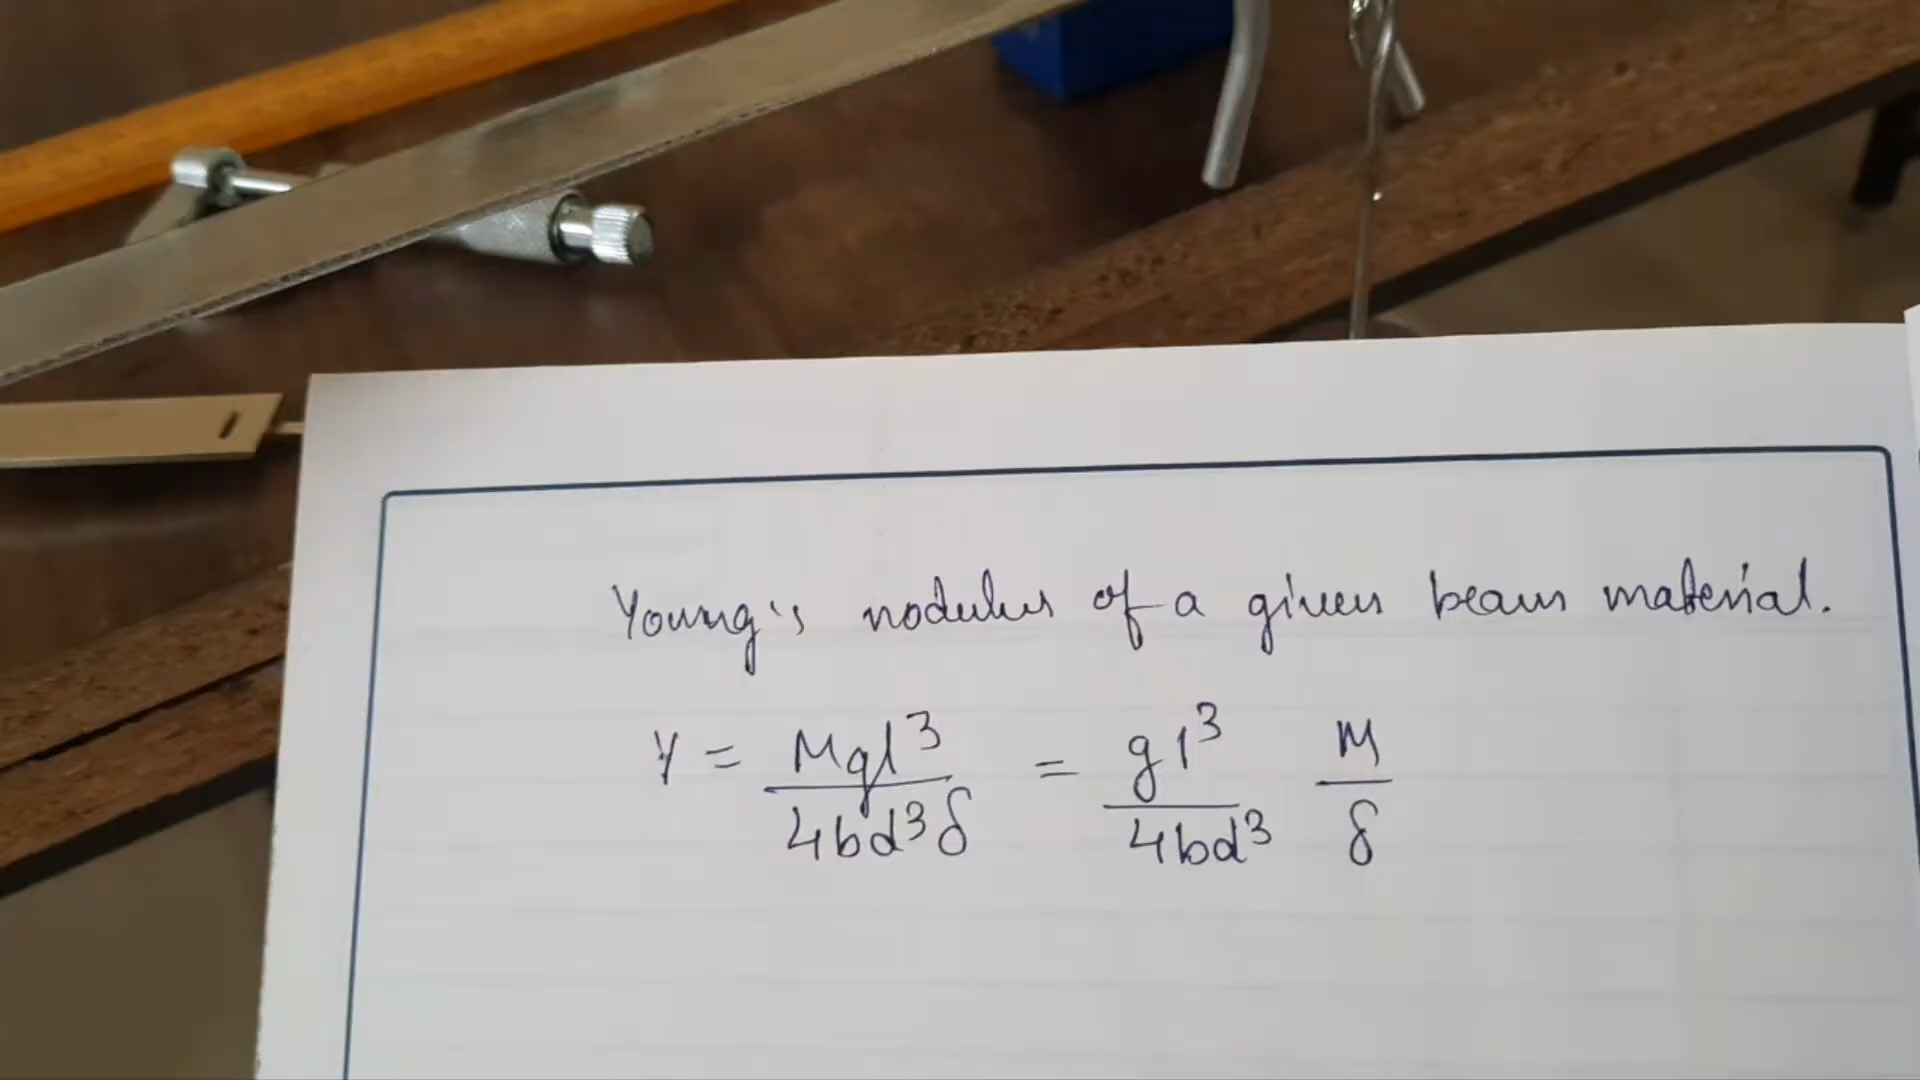 Young's nodulus of a given beam material.
Y = Mgl³/4bd³δ = gl³/4bd³ M/δ